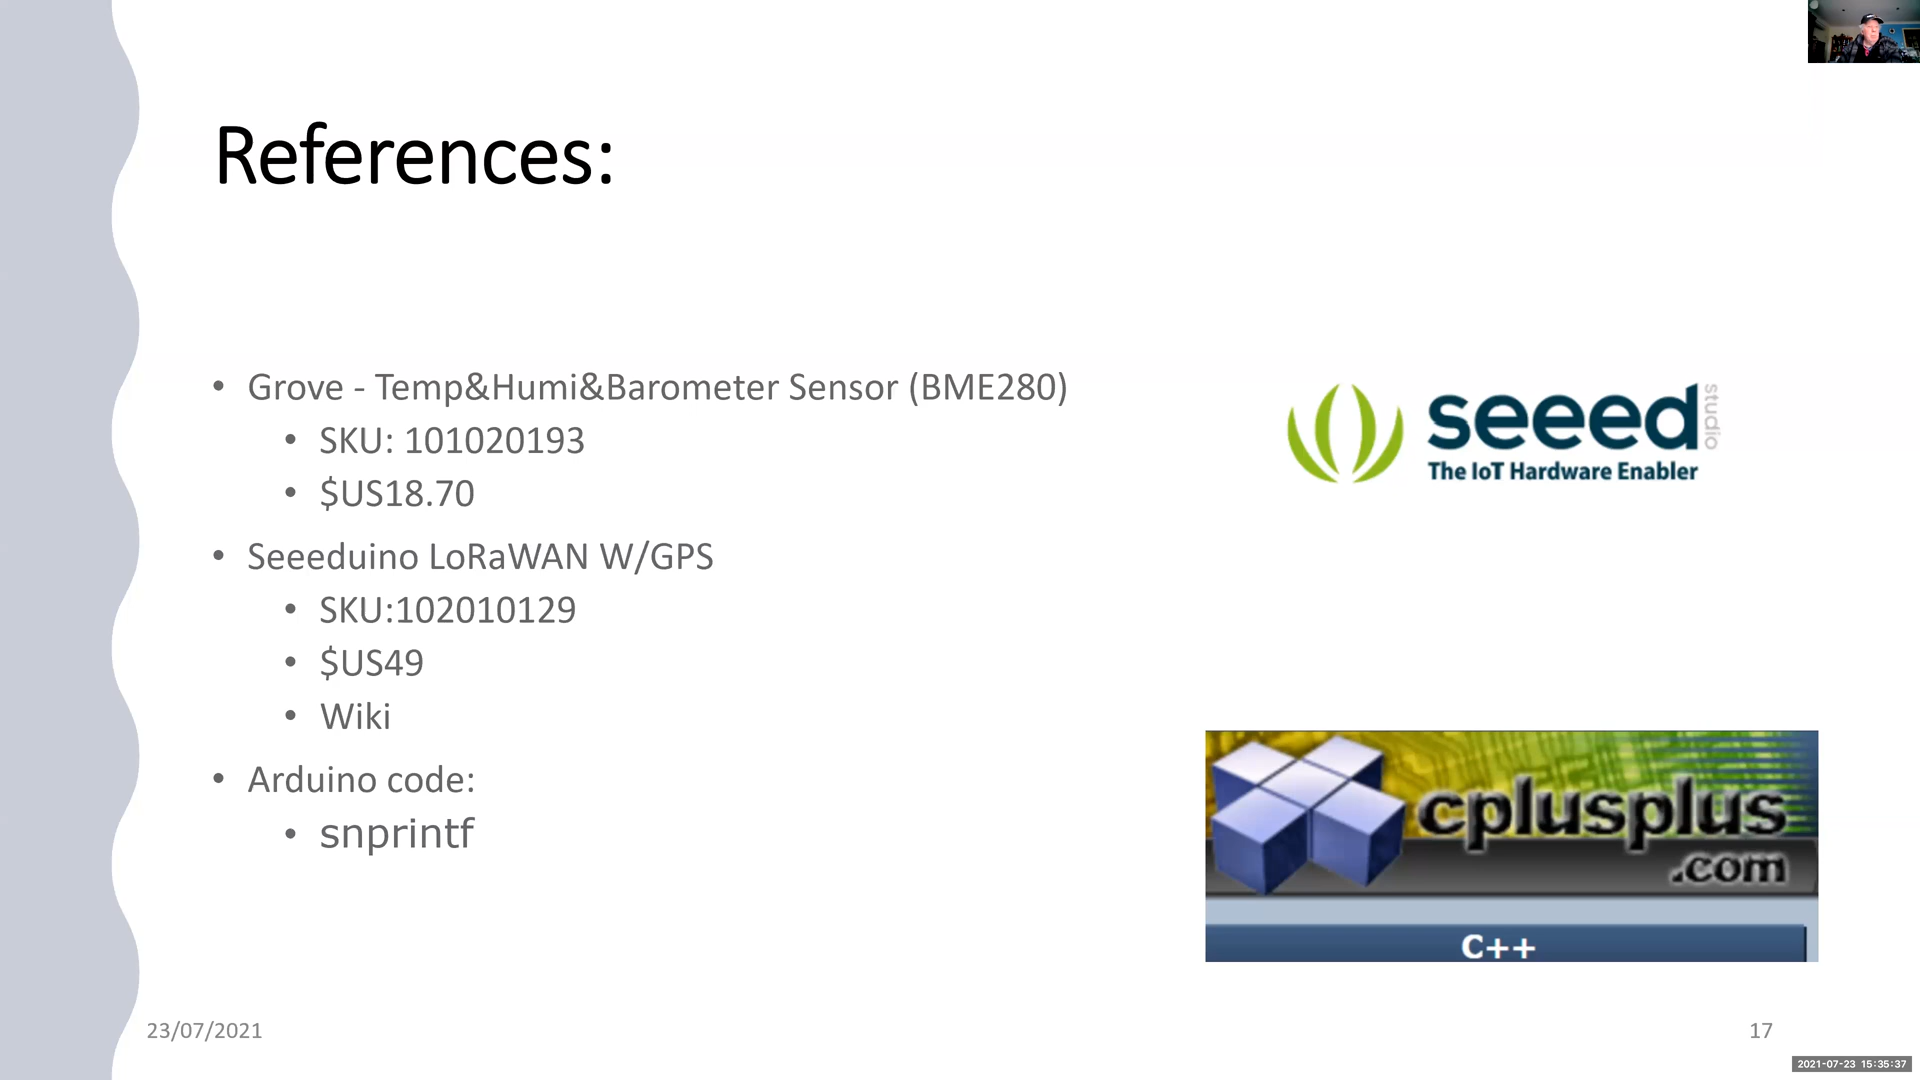 References:
• Grove - Temp&Humi&Barometer Sensor (BME280)
• SKU: 101020193
• $US18.70
• Seeeduino LoRaWAN W/GPS
• SKU:102010129
• $US49
• Wiki
• Arduino code:
• snprintf
seeed studio
The IoT Hardware Enabler
cplusplus
.com
C++
23/07/2021
17
2021-07-23 15:35:37